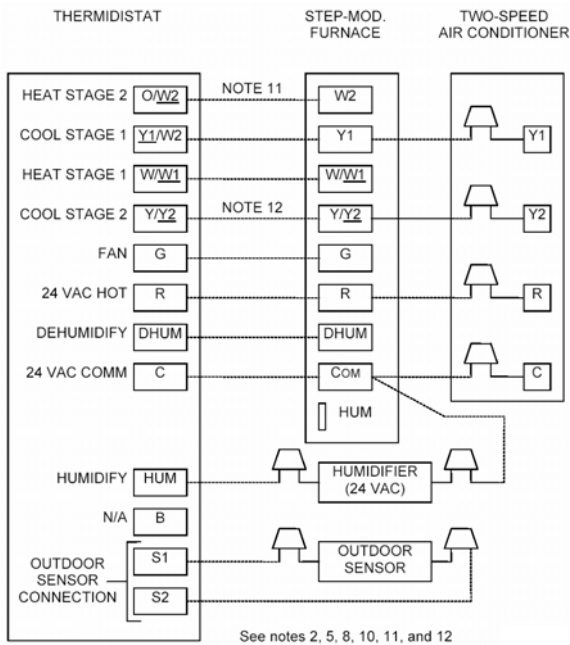 THERMIDISTAT
STEP-MOD. FURNACE
TWO-SPEED AIR CONDITIONER
HEAT STAGE 2 O/W2 NOTE 11 W2
COOL STAGE 1 Y1/W2 Y1 Y1
HEAT STAGE 1 W/W1 W/W1
COOL STAGE 2 Y/Y2 NOTE 12 Y/Y2 Y2
FAN G G
24 VAC HOT R R R
DEHUMIDIFY DHUM DHUM
24 VAC COMM C COM C
HUM
HUMIDIFY HUM HUMIDIFIER (24 VAC)
N/A B
OUTDOOR SENSOR CONNECTION
S1
S2
OUTDOOR SENSOR
See notes 2, 5, 8, 10, 11, and 12